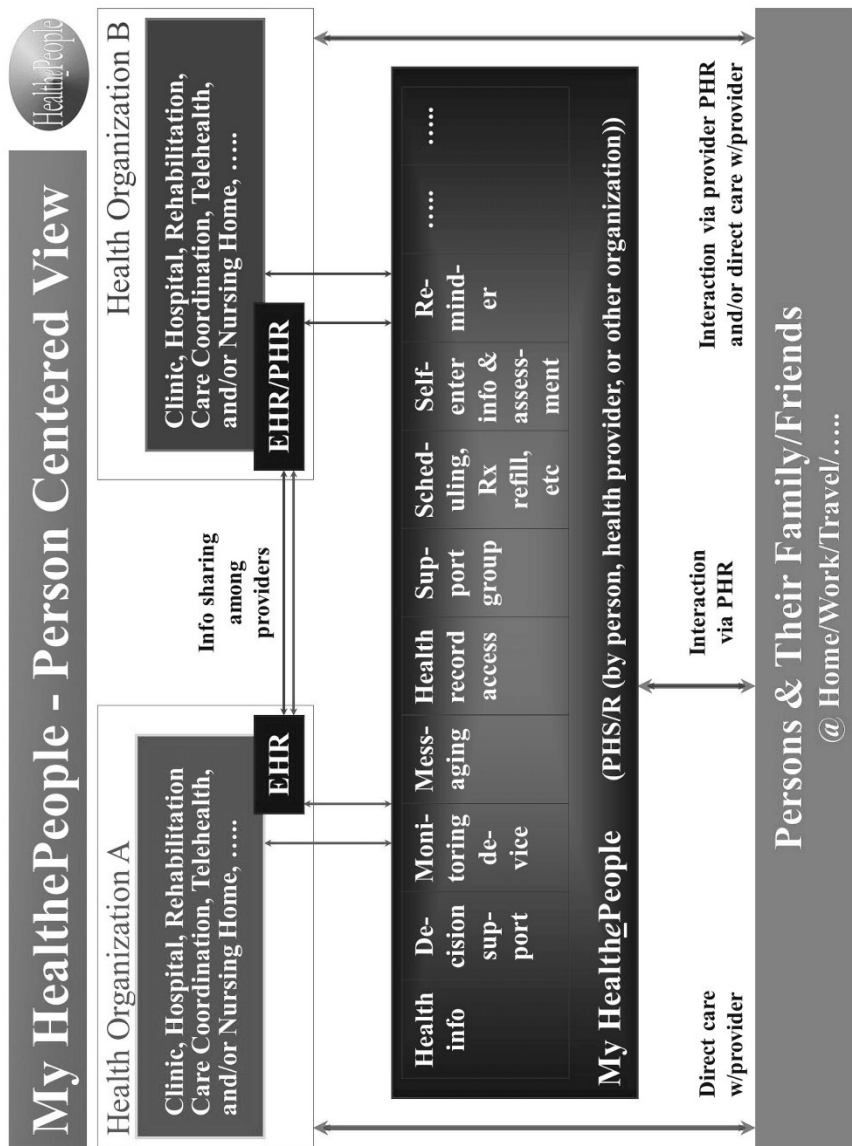 My HealthePeople - Person Centered View
HealthePeople
Health Organization A
Clinic, Hospital, Rehabilitation
Care Coordination, Telehealth,
and/or Nursing Home, .....
EHR
Info sharing
among
providers
Health Organization B
Clinic, Hospital, Rehabilitation,
Care Coordination, Telehealth,
and/or Nursing Home, .....
EHR/PHR
Health
info
De-
cision
sup-
port
Moni-
toring
de-
vice
Mess-
aging
Health
record
access
Sup-
port
group
Sched-
uling,
Rx
refill,
etc
Self-
enter
info &
assess-
ment
Re-
mind-
er
.....
.....
My HealthePeople (PHS/R (by person, health provider, or other organization))
Direct care
w/provider
Interaction
via PHR
Interaction via provider PHR
and/or direct care w/provider
Persons & Their Family/Friends
@ Home/Work/Travel/.....